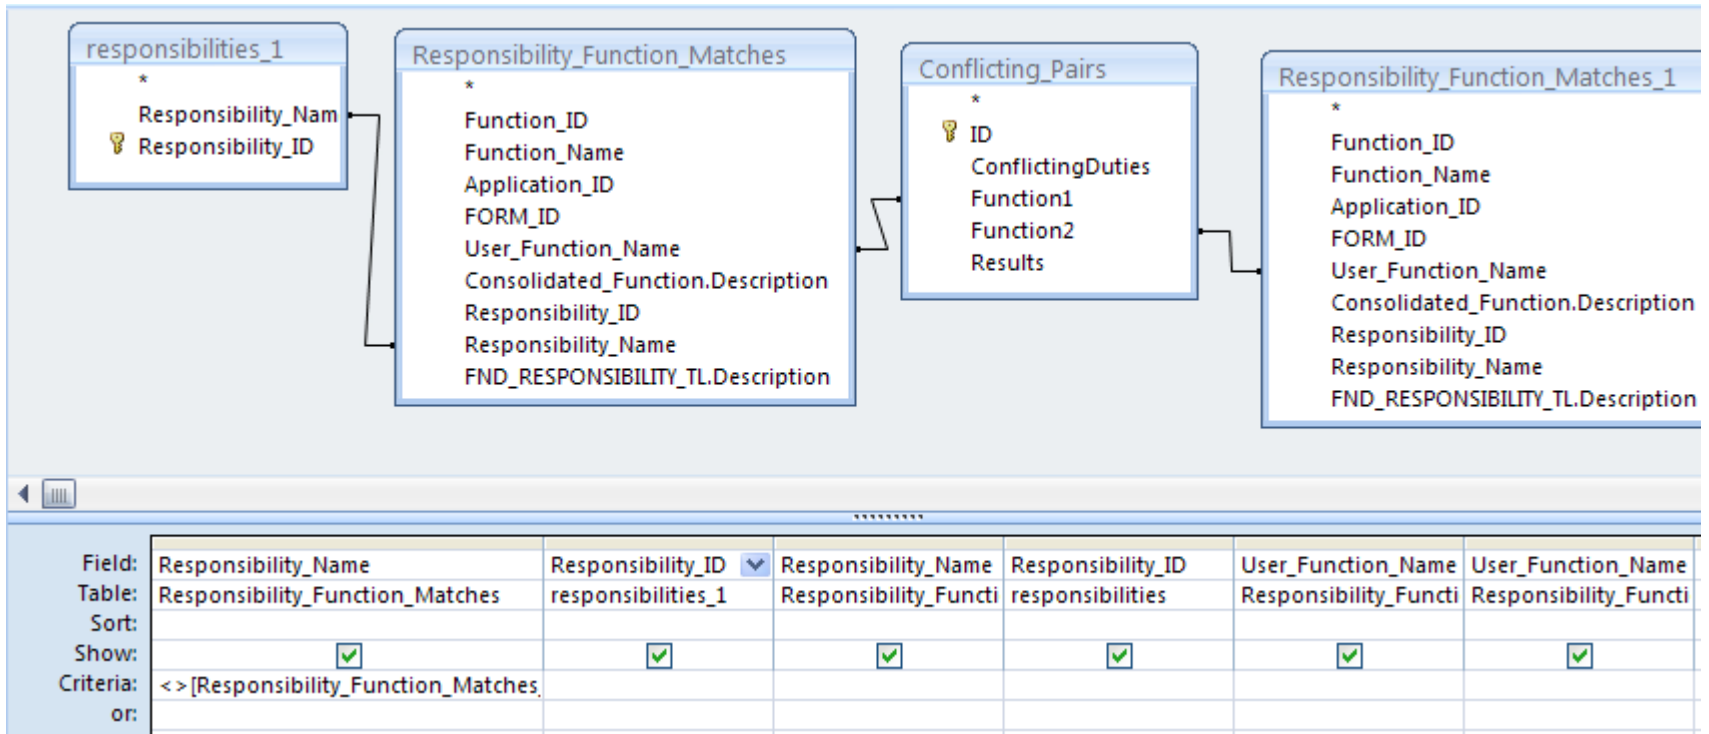 responsibilities_1
*
Responsibility_Nam
Responsibility_ID
Responsibility_Function_Matches
*
Function_ID
Function_Name
Application_ID
FORM_ID
User_Function_Name
Consolidated_Function.Description
Responsibility_ID
Responsibility_Name
FND_RESPONSIBILITY_TL.Description
Conflicting_Pairs
*
ID
ConflictingDuties
Function1
Function2
Results
Responsibility_Function_Matches_1
*
Function_ID
Function_Name
Application_ID
FORM_ID
User_Function_Name
Consolidated_Function.Description
Responsibility_ID
Responsibility_Name
FND_RESPONSIBILITY_TL.Description
Field: Responsibility_Name Responsibility_ID Responsibility_Name Responsibility_ID User_Function_Name User_Function_Name
Table: Responsibility_Function_Matches responsibilities_1 Responsibility_Functi responsibilities Responsibility_Functi Responsibility_Functi
Sort:
Show:
Criteria: <>[Responsibility_Function_Matches_
or: